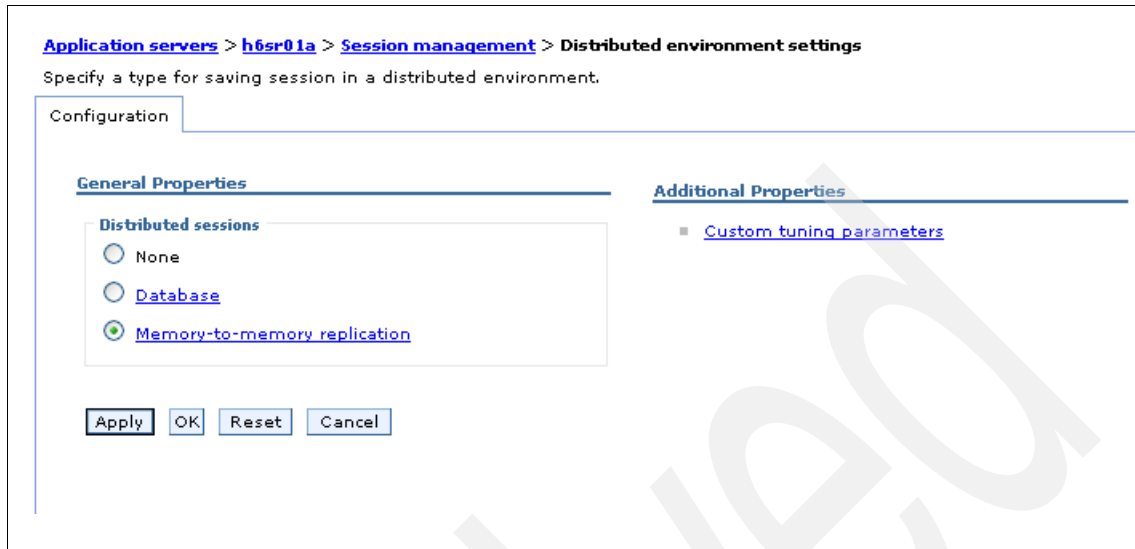 Application servers > h6sr01a > Session management > Distributed environment settings
Specify a type for saving session in a distributed environment.
Configuration
General Properties
Distributed sessions
None
Database
Memory-to-memory replication
Apply OK Reset Cancel
Additional Properties
Custom tuning parameters